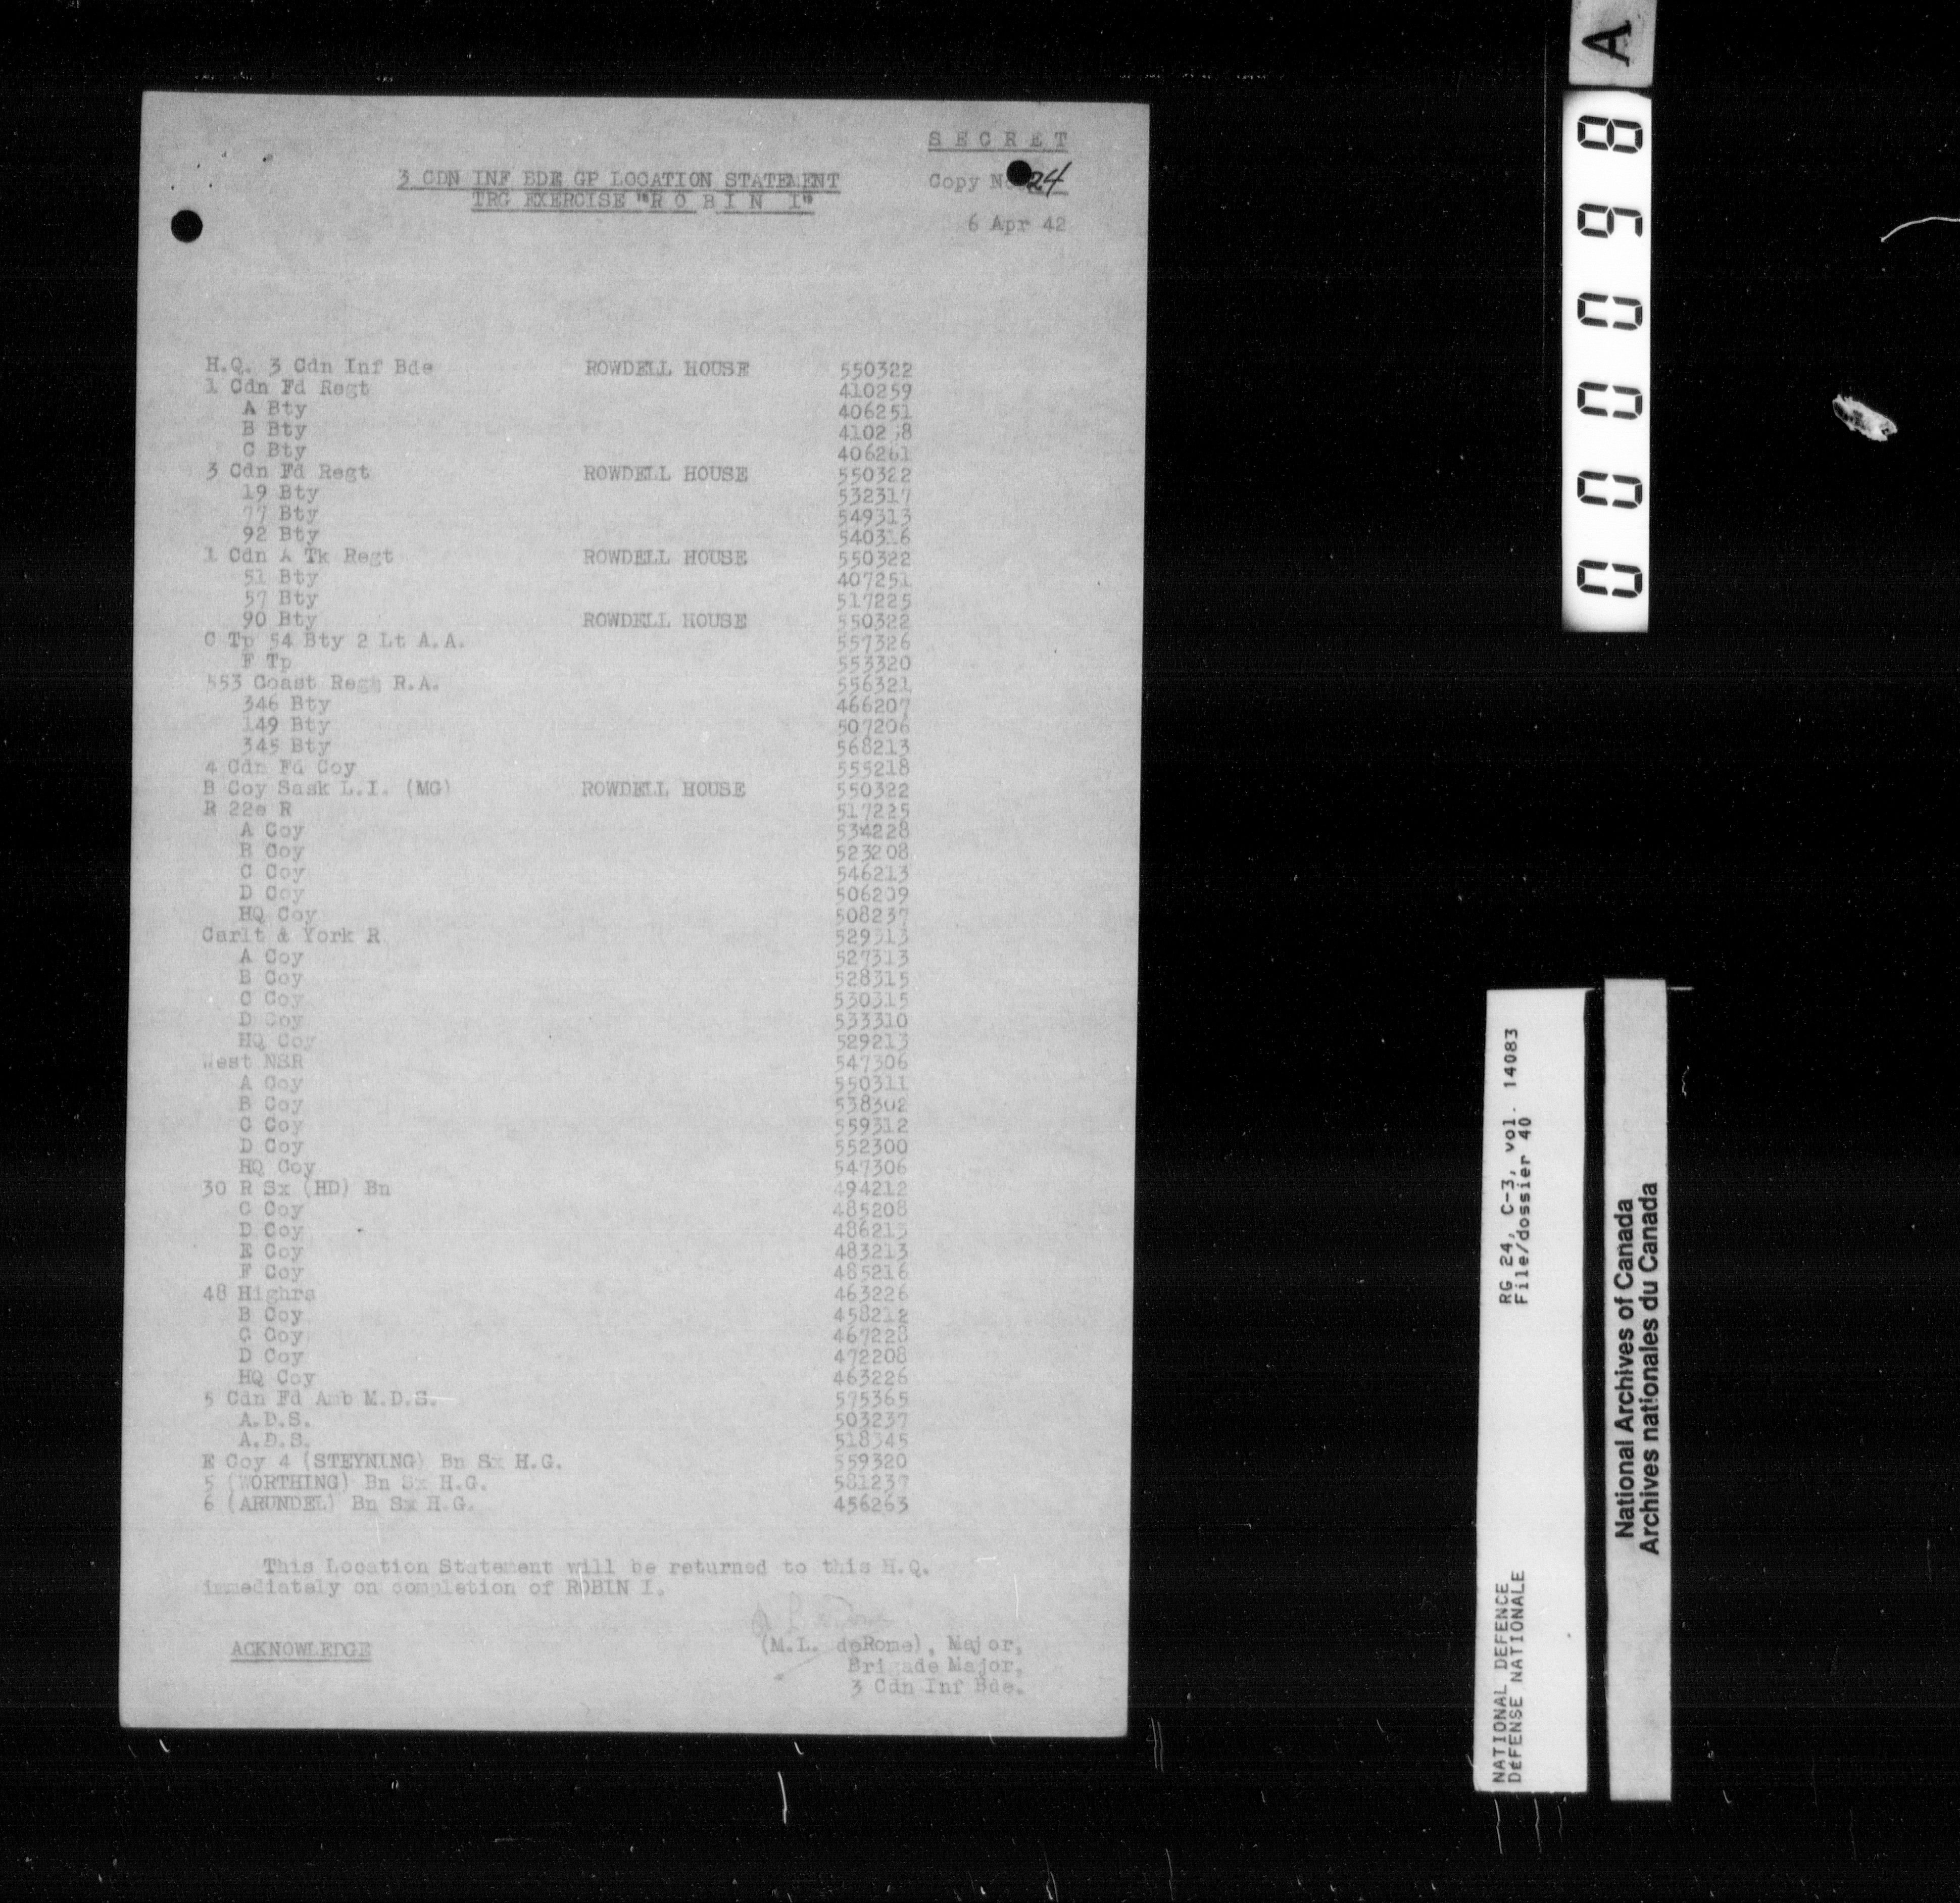 S E C R E T
3 CDN INF BDE GP LOCATION STATEMENT
Copy No 24
TRG EXERCISE "R O B I N I"
6 Apr 42
H.Q. 3 Cdn Inf Bde ROWDELL HOUSE 550322
1 Cdn Fd Regt 410259
A Bty 406251
B Bty
C Bty 406261
3 Cdn Fd Regt ROWDELL HOUSE 550322
19 Bty 532317
77 Bty 549313
92 Bty 540316
1 Cdn A Tk Regt ROWDELL HOUSE 550322
51 Bty 407251
57 Bty 517225
90 Bty ROWDELL HOUSE 550322
C Tp 54 Bty 2 Lt A.A. 557326
F Tp 553320
553 Coast Regt R.A. 556321
346 Bty 466207
149 Bty 507206
345 Bty 568213
4 Cdn Fd Coy 555218
B Coy Sask L.I. (MG) ROWDELL HOUSE 550322
R 22e R 517225
A Coy 534228
B Coy 523208
C Coy 546213
D Coy 506209
HQ Coy 508237
Carlt & York R 529313
A Coy 527313
B Coy 528315
C Coy 530315
D Coy 533310
HQ Coy 529213
West NSR 547306
A Coy 550311
B Coy 538302
C Coy 559312
D Coy 552300
HQ Coy 547306
30 R Sx (HD) Bn 494212
C Coy 485208
D Coy 486213
E Coy 483213
F Coy 485216
48 Highrs 463226
B Coy 458212
C Coy 467228
D Coy 472208
HQ Coy 463226
5 Cdn Fd Amb M.D.S. 575365
A.D.S. 503237
A.D.S. 518345
E Coy 4 (STEYNING) Bn Sx H.G. 559320
5 (WORTHING) Bn Sx H.G. 581237
6 (ARUNDEL) Bn Sx H.G. 456263
This Location Statement will be returned to this H.Q.
immediately on completion of ROBIN I.
ACKNOWLEDGE
(M.L. deRome), Major,
Brigade Major,
3 Cdn Inf Bde.
000098 A
RG 24, C-3, vol. 14083
File/dossier 40
NATIONAL DEFENCE
DÉFENSE NATIONALE
National Archives of Canada
Archives nationales du Canada